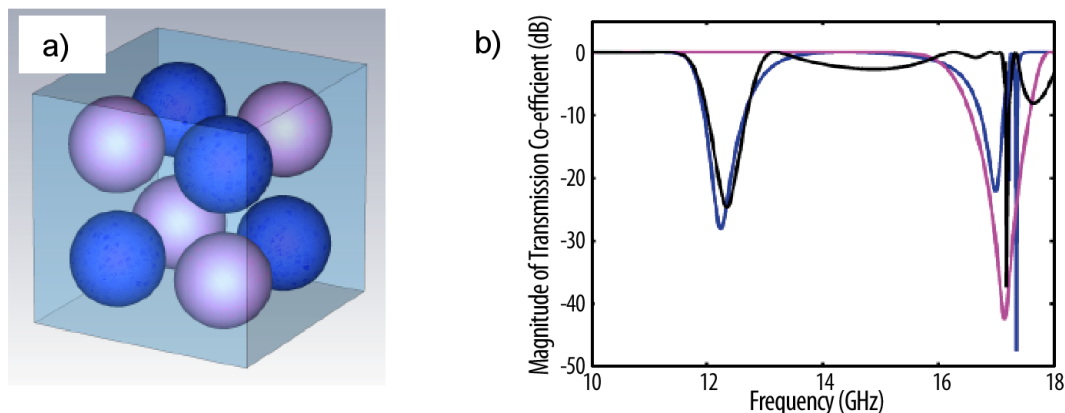 a)
b)
Magnitude of Transmission Co-efficient (dB)
0
-10
-20
-30
-40
-50
10
12
14
16
18
Frequency (GHz)